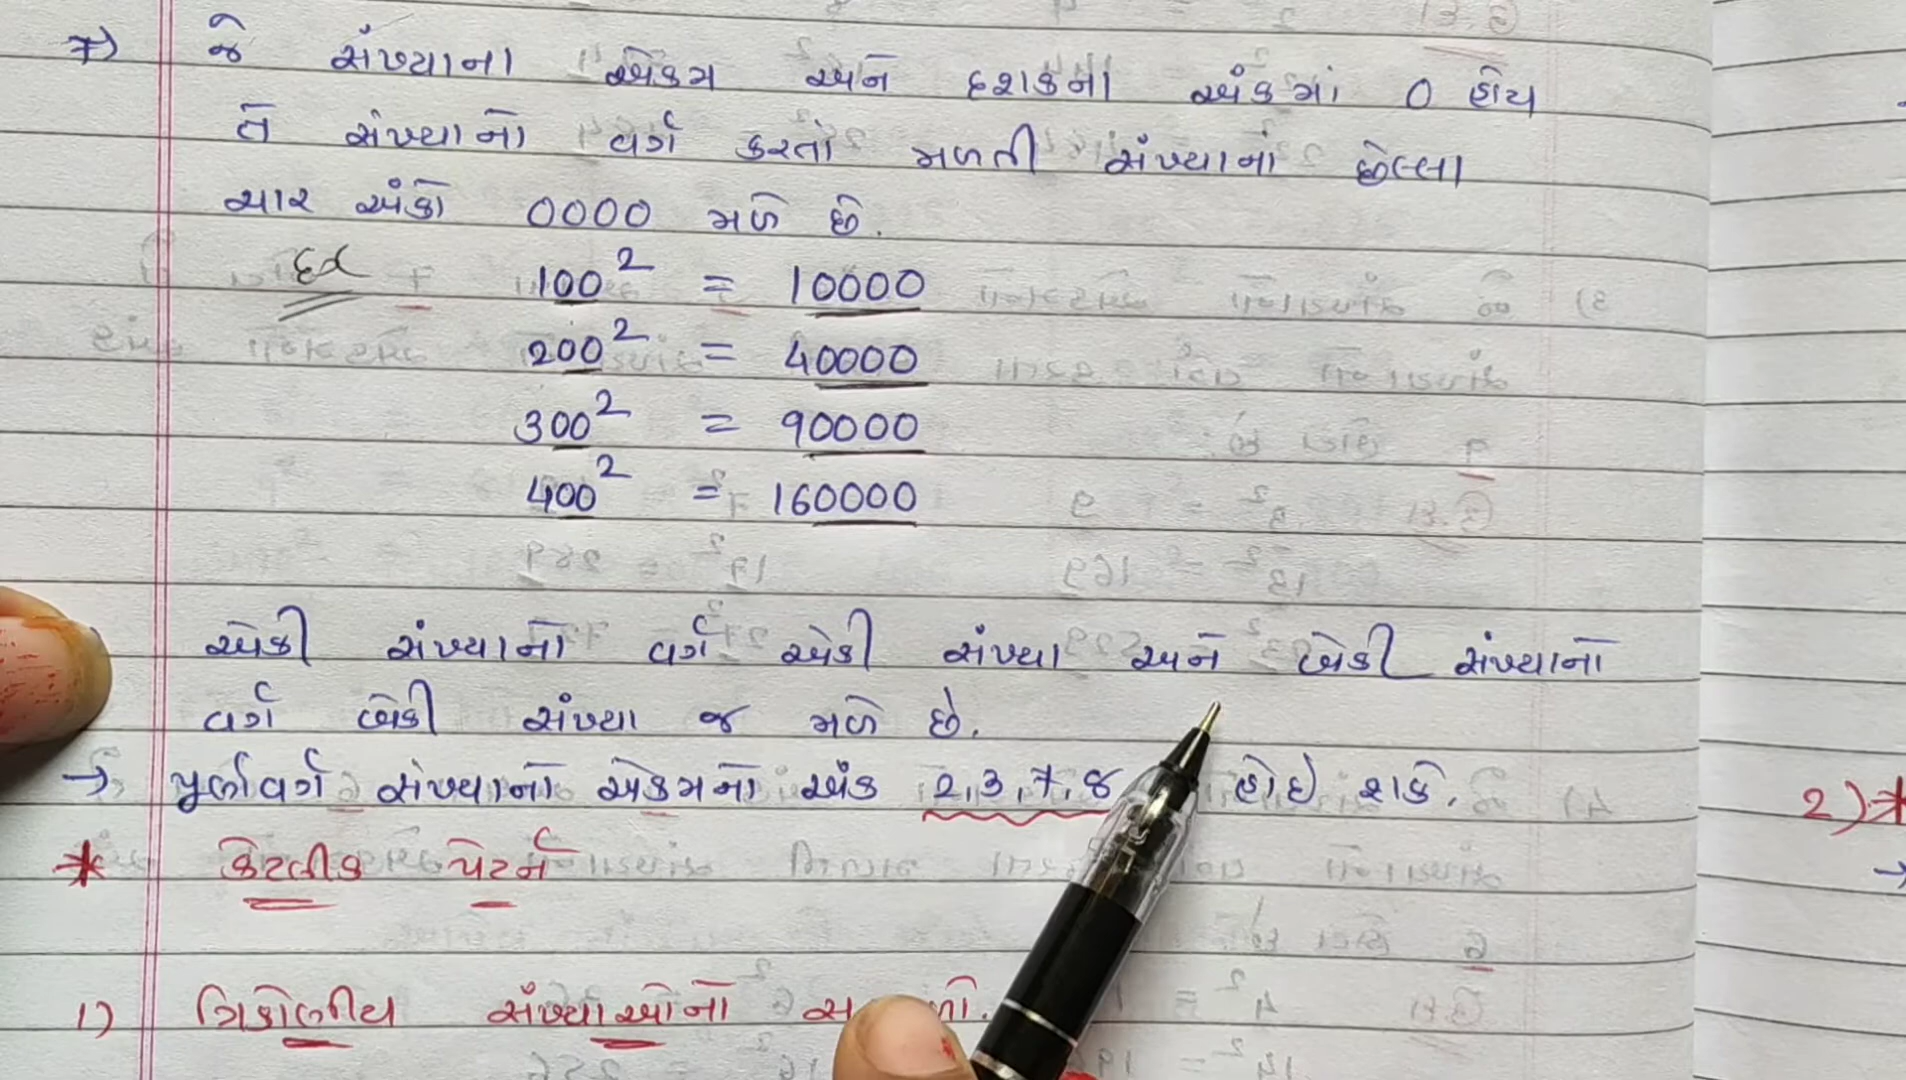 ૭) જે સંખ્યાના એકમ અને દશકના અંકમાં 0 હોય
તે સંખ્યાનો વર્ગ કરતાં મળતી સંખ્યાનાં છેલ્લા
ચાર અંકો 0000 મળે છે.
Ex 100² = 10000
200² = 40000
300² = 90000
400² = 160000
એકી સંખ્યાનો વર્ગ એકી સંખ્યા અને બેકી સંખ્યાનો
વર્ગ બેકી સંખ્યા જ મળે છે.
→ પૂર્ણવર્ગ સંખ્યાનો એકમનો અંક 2,3,7,8 હોઇ શકે.
* કેટલીક પેટર્ન
1) ત્રિકોણીય સંખ્યાઓનો
2) *
→